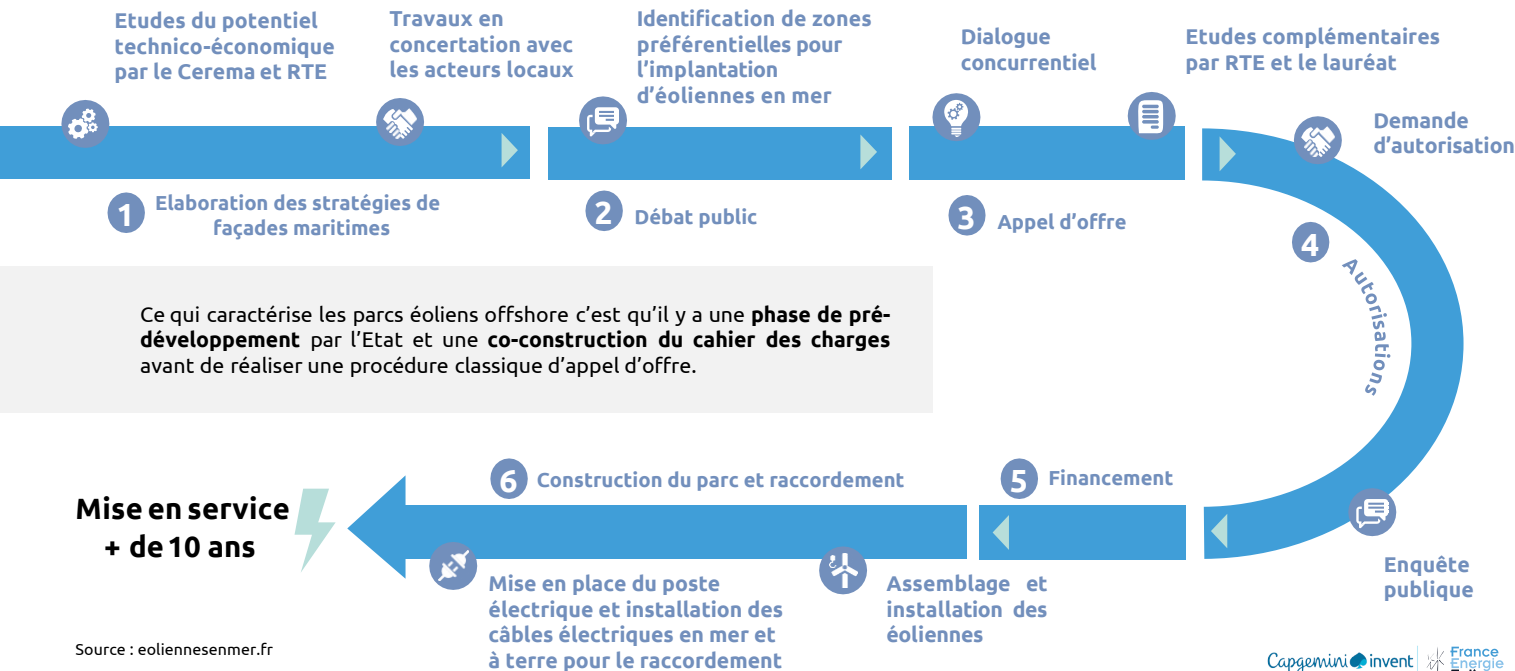 Etudes du potentiel
technico-économique
par le Cerema et RTE
Travaux en
concertation avec
les acteurs locaux
Identification de zones
préférentielles pour
l'implantation
d'éoliennes en mer
Dialogue
concurrentiel
Etudes complémentaires
par RTE et le lauréat
Demande
d'autorisation
1 Elaboration des stratégies de
façades maritimes
2 Débat public
3 Appel d'offre
4 Autorisations
Ce qui caractérise les parcs éoliens offshore c'est qu'il y a une phase de pré-
développement par l'Etat et une co-construction du cahier des charges
avant de réaliser une procédure classique d'appel d'offre.
6 Construction du parc et raccordement
5 Financement
Mise en service
+ de 10 ans
Enquête
publique
Mise en place du poste
électrique et installation des
câbles électriques en mer et
à terre pour le raccordement
Assemblage et
installation des
éoliennes
Source : eoliennesenmer.fr
Capgemini invent
France
Energie